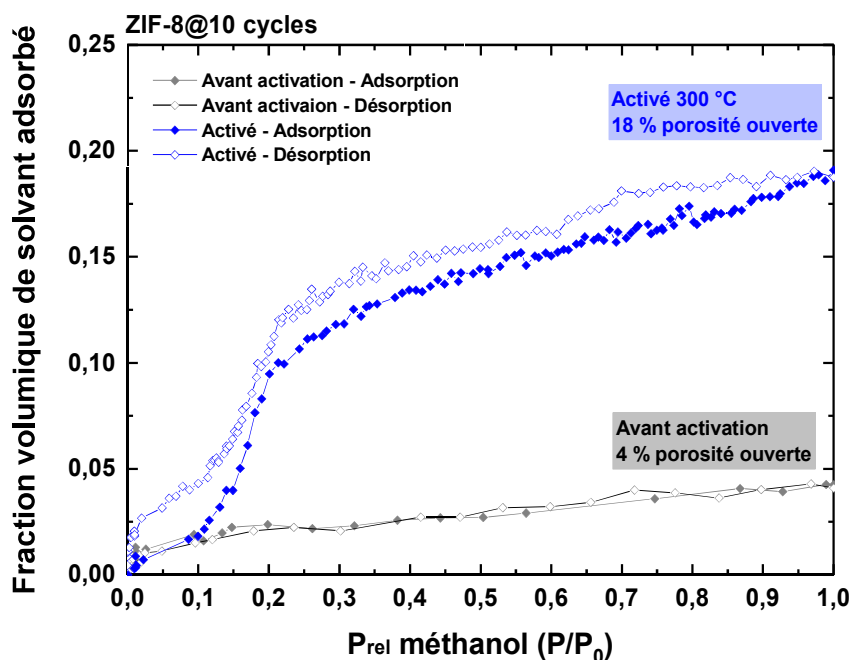 ZIF-8@10 cycles
0,25
0,20
0,15
0,10
0,05
0,00
Fraction volumique de solvant adsorbé
Avant activation - Adsorption
Avant activaion - Désorption
Activé - Adsorption
Activé - Désorption
Activé 300 °C
18 % porosité ouverte
Avant activation
4 % porosité ouverte
0,0 0,1 0,2 0,3 0,4 0,5 0,6 0,7 0,8 0,9 1,0
Prel méthanol (P/P0)